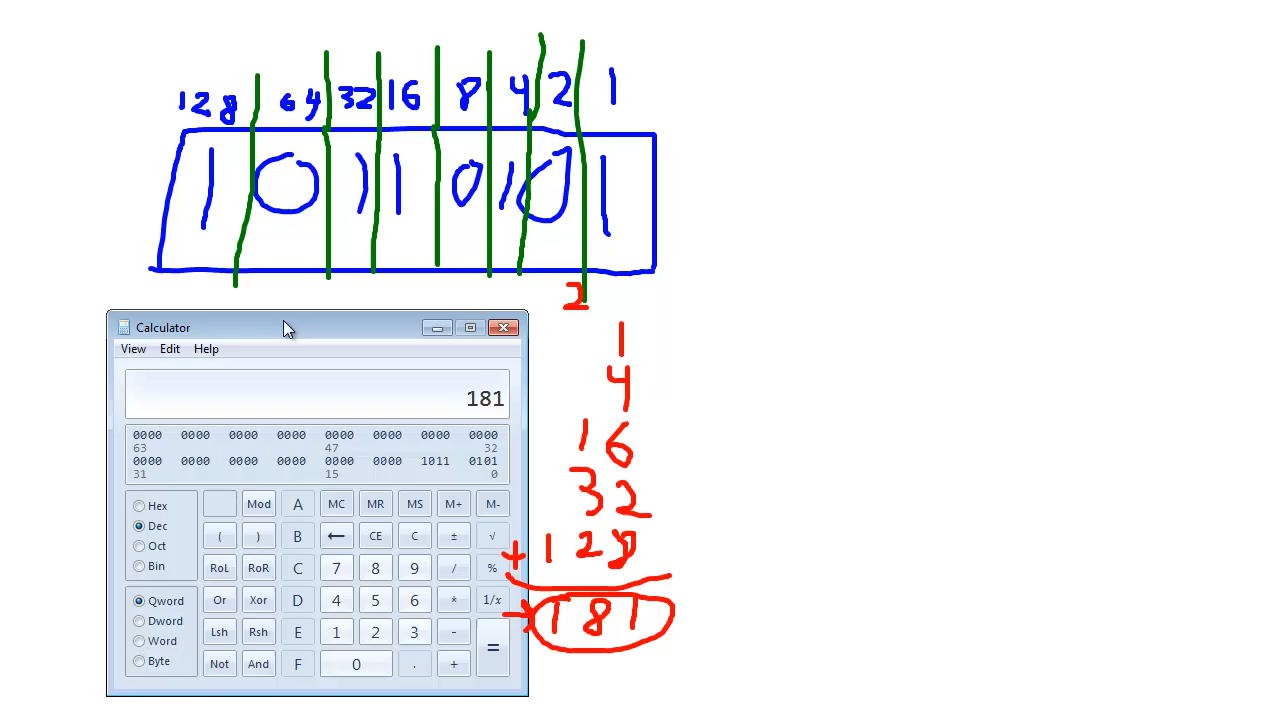 128 64 32 16 8 4 2 1
1 0 1 1 0 1 0 1
2
1
4
16
32
+ 128
181
Calculator
View Edit Help
181
0000 0000 0000 0000 0000 0000 0000 0000
63 47 32
0000 0000 0000 0000 0000 0000 1011 0101
31 15 0
Hex Mod A MC MR MS M+ M-
Dec ( ) B ← CE C ± √
Oct
Bin RoL RoR C 7 8 9 / %
Qword Or Xor D 4 5 6 * 1/x
Dword
Word Lsh Rsh E 1 2 3 - =
Byte Not And F 0 . +